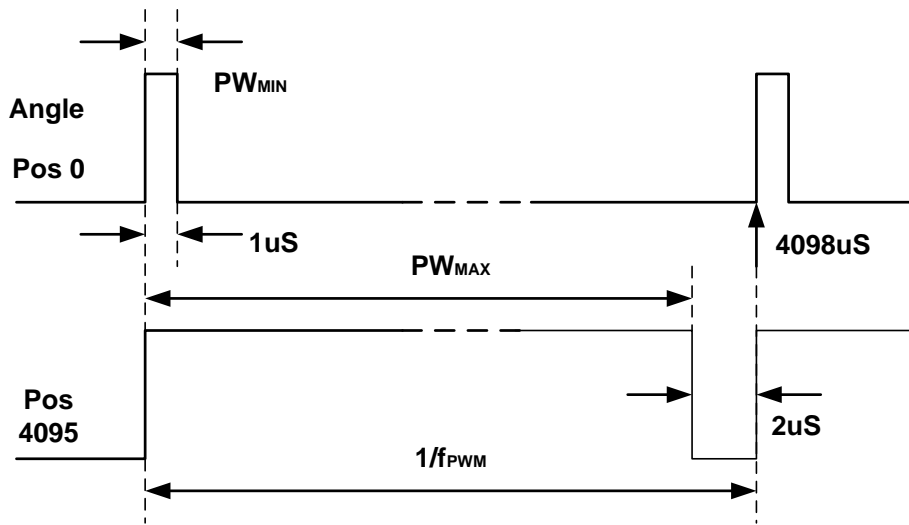 PWMIN
Angle
Pos 0
1uS
4098uS
PWMAX
Pos
4095
2uS
1/fPWM